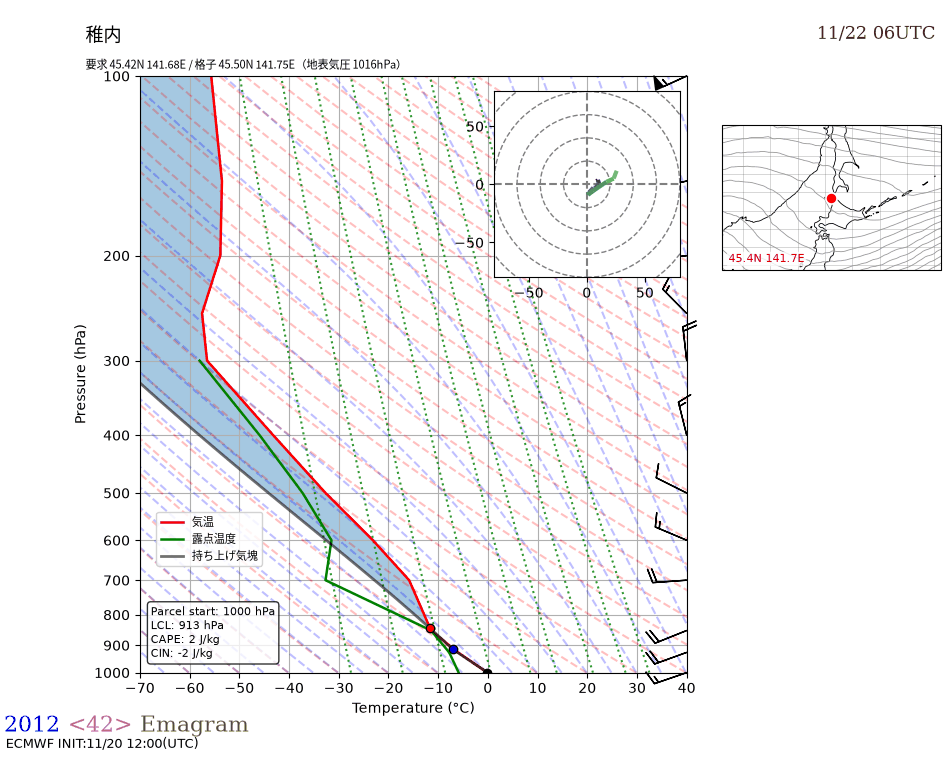 稚内
11/22 06UTC
要求 45.42N 141.68E / 格子 45.50N 141.75E（地表気圧 1016hPa）
100
200
300
400
500
600
700
800
900
1000
Pressure (hPa)
−70 −60 −50 −40 −30 −20 −10 0 10 20 30 40
Temperature (°C)
50
0
−50
−50 0 50
45.4N 141.7E
気温
露点温度
持ち上げ気塊
Parcel start: 1000 hPa
LCL: 913 hPa
CAPE: 2 J/kg
CIN: -2 J/kg
2012 <42> Emagram
ECMWF INIT:11/20 12:00(UTC)